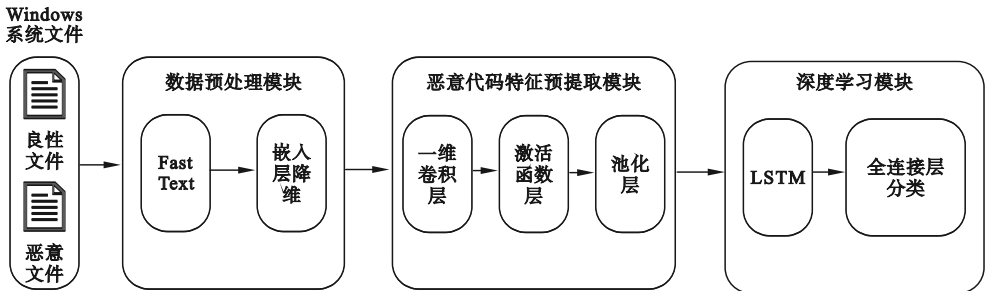 Windows
系统文件
良性
文件
恶意
文件
数据预处理模块
Fast
Text
嵌入
层降
维
恶意代码特征预提取模块
一维
卷积
层
激活
函数
层
池化
层
深度学习模块
LSTM
全连接层
分类